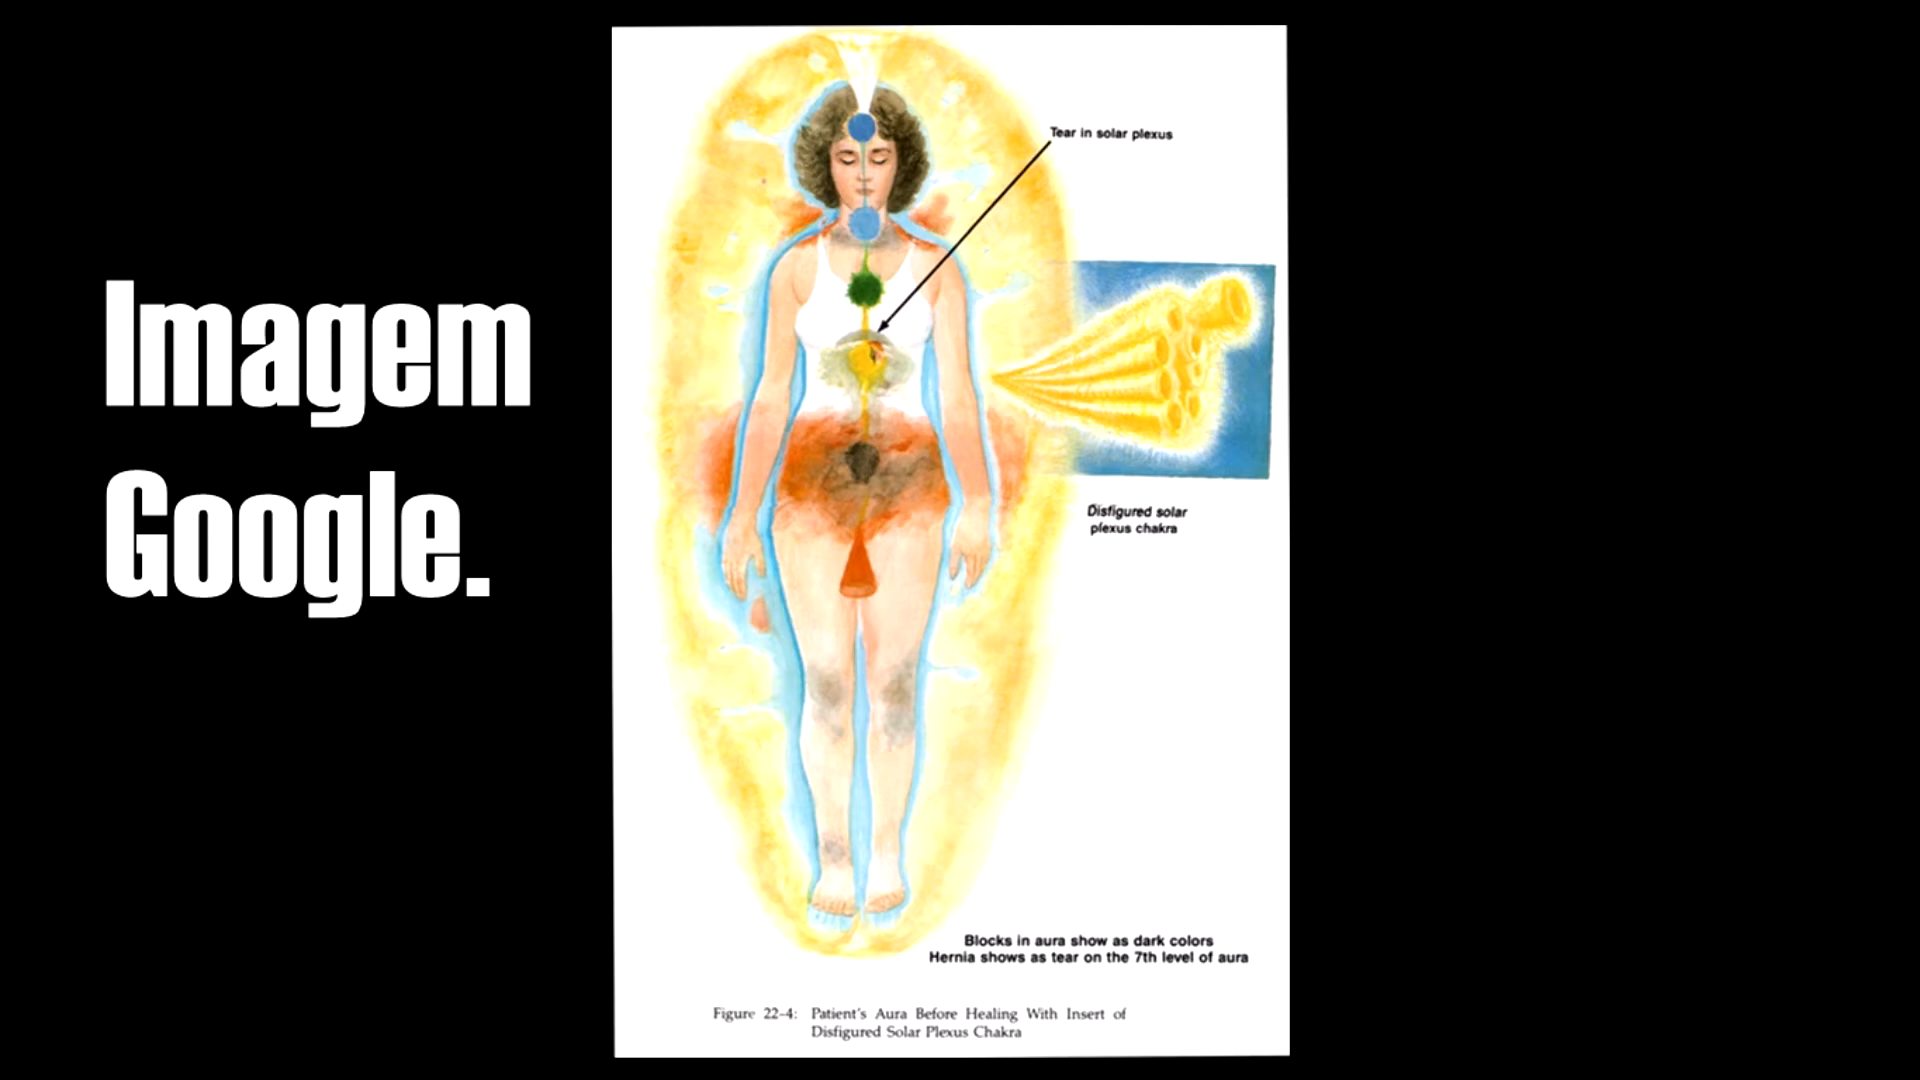 Imagem
Google.
Tear in solar plexus
Disfigured solar
plexus chakra
Blocks in aura show as dark colors
Hernia shows as tear on the 7th level of aura
Figure 22-4: Patient's Aura Before Healing With Insert of
Disfigured Solar Plexus Chakra